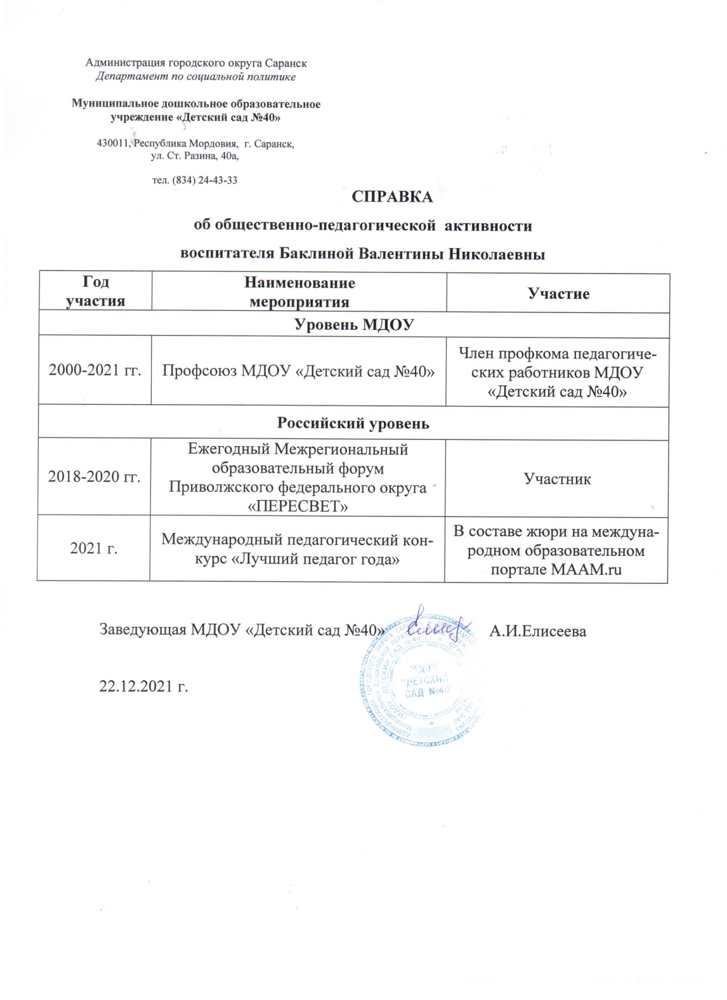 Администрация городского округа Саранск
Департамент по социальной политике
Муниципальное дошкольное образовательное
учреждение «Детский сад №40»
430011, Республика Мордовия,  г. Саранск,
ул. Ст. Разина, 40а,
тел. (834) 24-43-33
СПРАВКА
об общественно-педагогической  активности
воспитателя Баклиной Валентины Николаевны
Год
участия
Наименование
мероприятия
Участие
Уровень МДОУ
2000-2021 гг.
Профсоюз МДОУ «Детский сад №40»
Член профкома педагогиче-
ских работников МДОУ
«Детский сад №40»
Российский уровень
2018-2020 гг.
Ежегодный Межрегиональный
образовательный форум
Приволжского федерального округа
«ПЕРЕСВЕТ»
Участник
2021 г.
Международный педагогический кон-
курс «Лучший педагог года»
В составе жюри на междуна-
родном образовательном
портале МААМ.ru
Заведующая МДОУ «Детский сад №40»
А.И.Елисеева
22.12.2021 г.
МДОУ
"ДЕТСКИЙ
САД №40